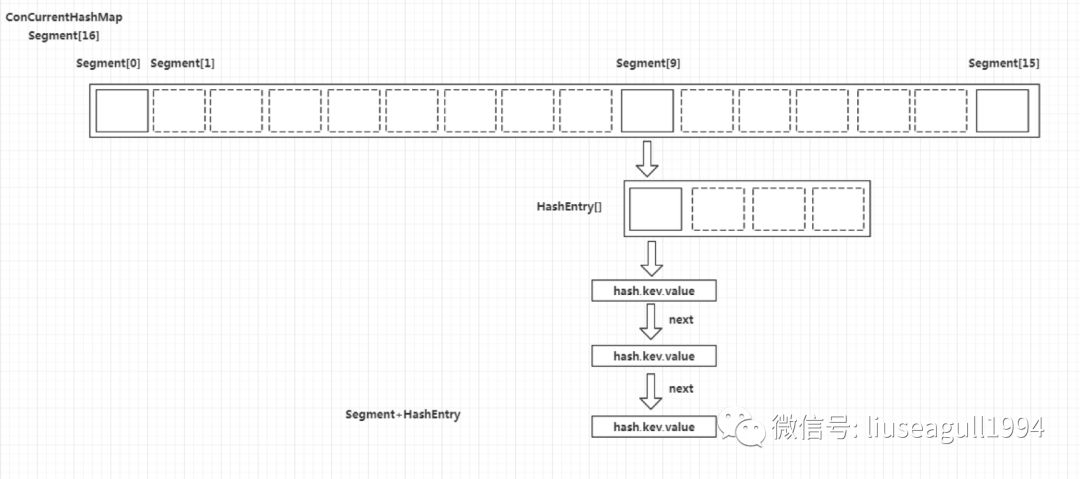 ConCurrentHashMap
Segment[16]
Segment[0] Segment[1] Segment[9] Segment[15]
HashEntry[]
hash.kev.value
next
hash.kev.value
next
Segment+HashEntry
hash.kev.value
微信号: liuseagull1994